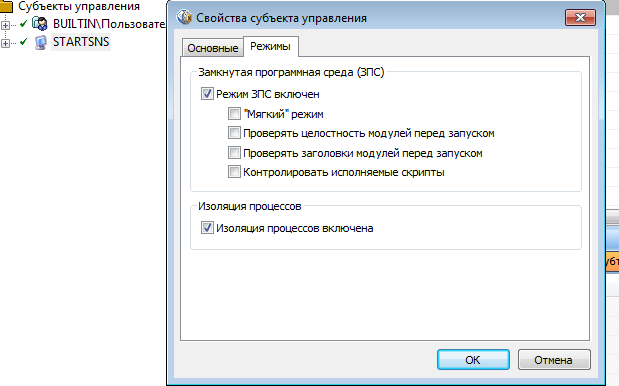 Субъекты управления
BUILTIN\Пользовате
STARTSNS
Свойства субъекта управления
Основные
Режимы
Замкнутая программная среда (ЗПС)
Режим ЗПС включен
"Мягкий" режим
Проверять целостность модулей перед запуском
Проверять заголовки модулей перед запуском
Контролировать исполняемые скрипты
Изоляция процессов
Изоляция процессов включена
OK
Отмена